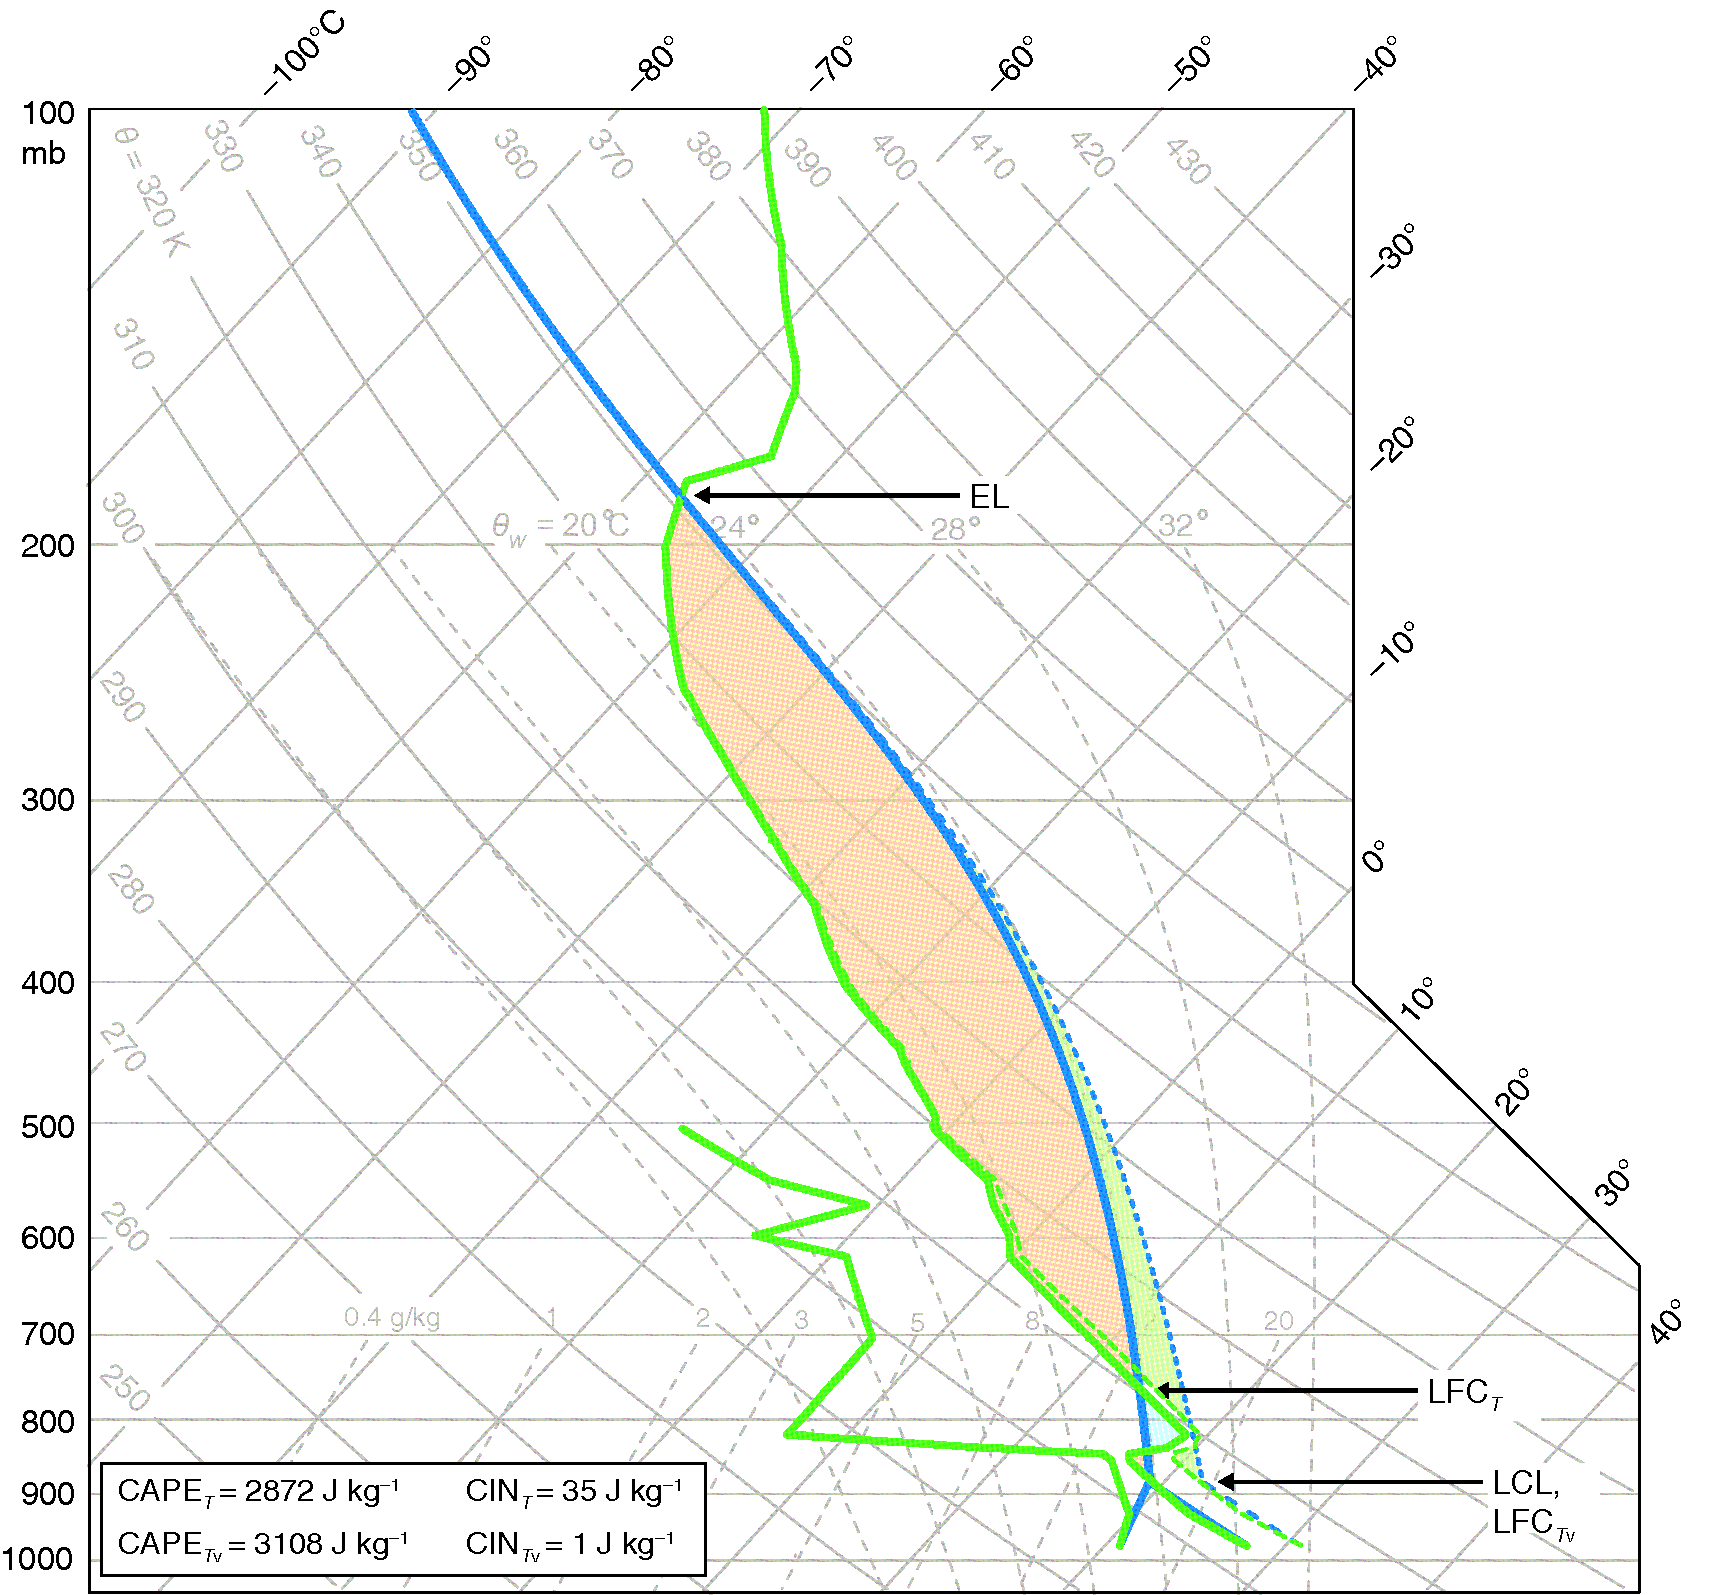 –100°C –90° –80° –70° –60° –50° –40°
100
mb
θ = 320 K 330 340 350 360 370 380 390 400 410 420 430
–30°
310
–20°
EL
300
θw = 20°C 24° 28° 32°
200
–10°
290
300
0°
280
400
10°
270
20°
500
30°
260
600
0.4 g/kg 1 2 3 5 8 20
700
40°
250
LFCT
800
CAPET = 2872 J kg–1 CINT = 35 J kg–1
LCL,
900
LFCTv
CAPETv = 3108 J kg–1 CINTv = 1 J kg–1
1000